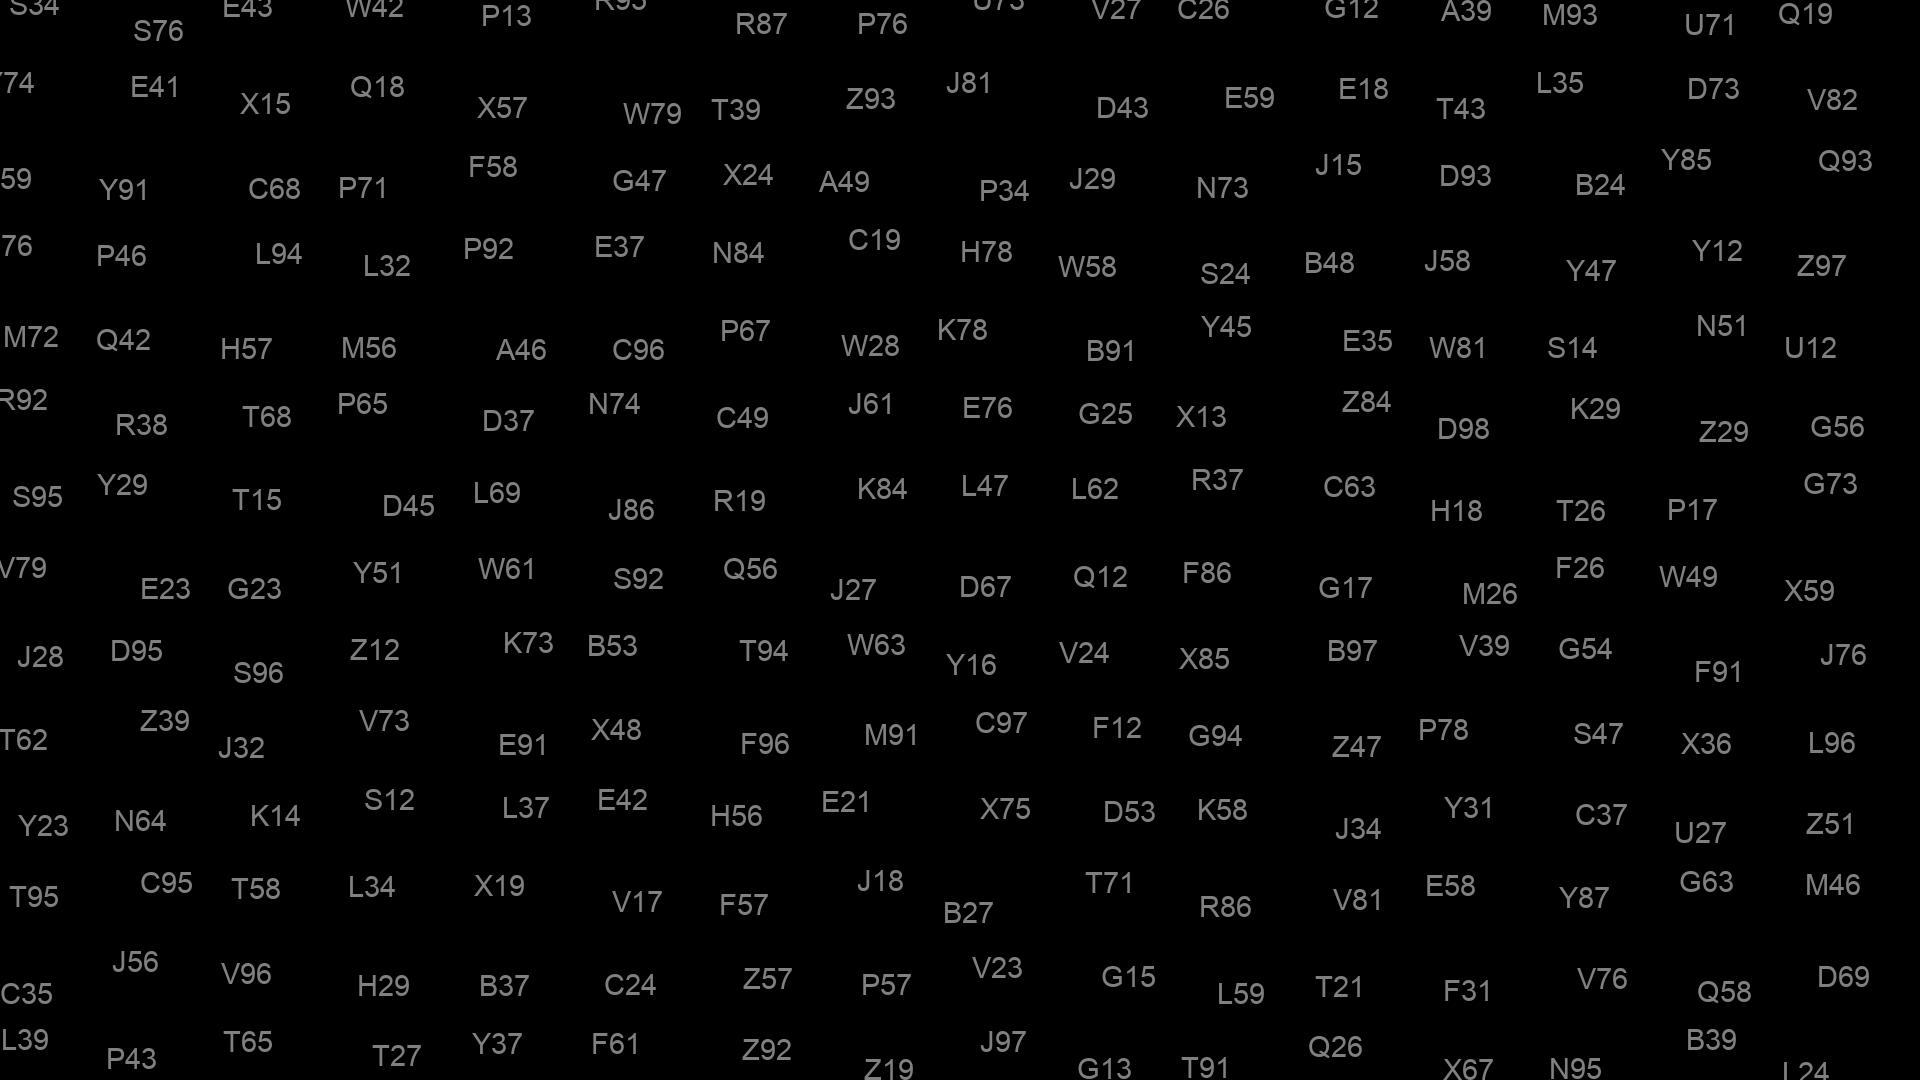 S34 S76 E43 W42 P13 R95 R87 P76 U73 V27 C26 G12 A39 M93 U71 Q19
Y74 E41 X15 Q18 X57 W79 T39 Z93 J81 D43 E59 E18 T43 L35 D73 V82
59 Y91 C68 P71 F58 G47 X24 A49 P34 J29 N73 J15 D93 B24 Y85 Q93
76 P46 L94 L32 P92 E37 N84 C19 H78 W58 S24 B48 J58 Y47 Y12 Z97
M72 Q42 H57 M56 A46 C96 P67 W28 K78 B91 Y45 E35 W81 S14 N51 U12
R92 R38 T68 P65 D37 N74 C49 J61 E76 G25 X13 Z84 D98 K29 Z29 G56
S95 Y29 T15 D45 L69 J86 R19 K84 L47 L62 R37 C63 H18 T26 P17 G73
V79 E23 G23 Y51 W61 S92 Q56 J27 D67 Q12 F86 G17 M26 F26 W49 X59
J28 D95 S96 Z12 K73 B53 T94 W63 Y16 V24 X85 B97 V39 G54 F91 J76
T62 Z39 J32 V73 E91 X48 F96 M91 C97 F12 G94 Z47 P78 S47 X36 L96
Y23 N64 K14 S12 L37 E42 H56 E21 X75 D53 K58 J34 Y31 C37 U27 Z51
T95 C95 T58 L34 X19 V17 F57 J18 B27 T71 R86 V81 E58 Y87 G63 M46
C35 J56 V96 H29 B37 C24 Z57 P57 V23 G15 L59 T21 F31 V76 Q58 D69
L39 P43 T65 T27 Y37 F61 Z92 Z19 J97 G13 T91 Q26 X67 N95 B39 L24